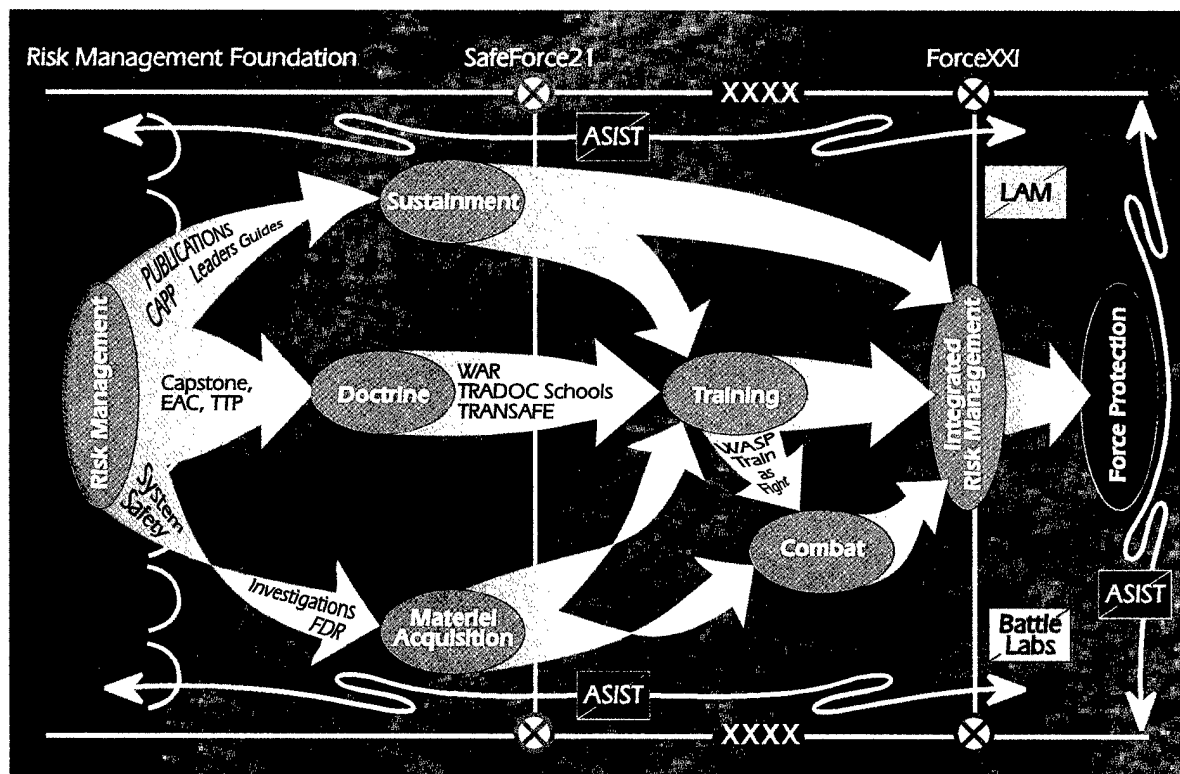 Risk Management Foundation
SafeForce21
ForceXXI
XXXX
ASIST
LAM
Sustainment
PUBLICATIONS
Leaders Guides
CAPP
Risk Management
Capstone,
EAC, TTP
Doctrine
WAR
TRADOC Schools
TRANSAFE
Training
Integrated
Risk Management
Force Protection
WASP
Train
as
Fight
System
Safety
Combat
Investigations
FDR
Materiel
Acquisition
ASIST
Battle
Labs
ASIST
XXXX